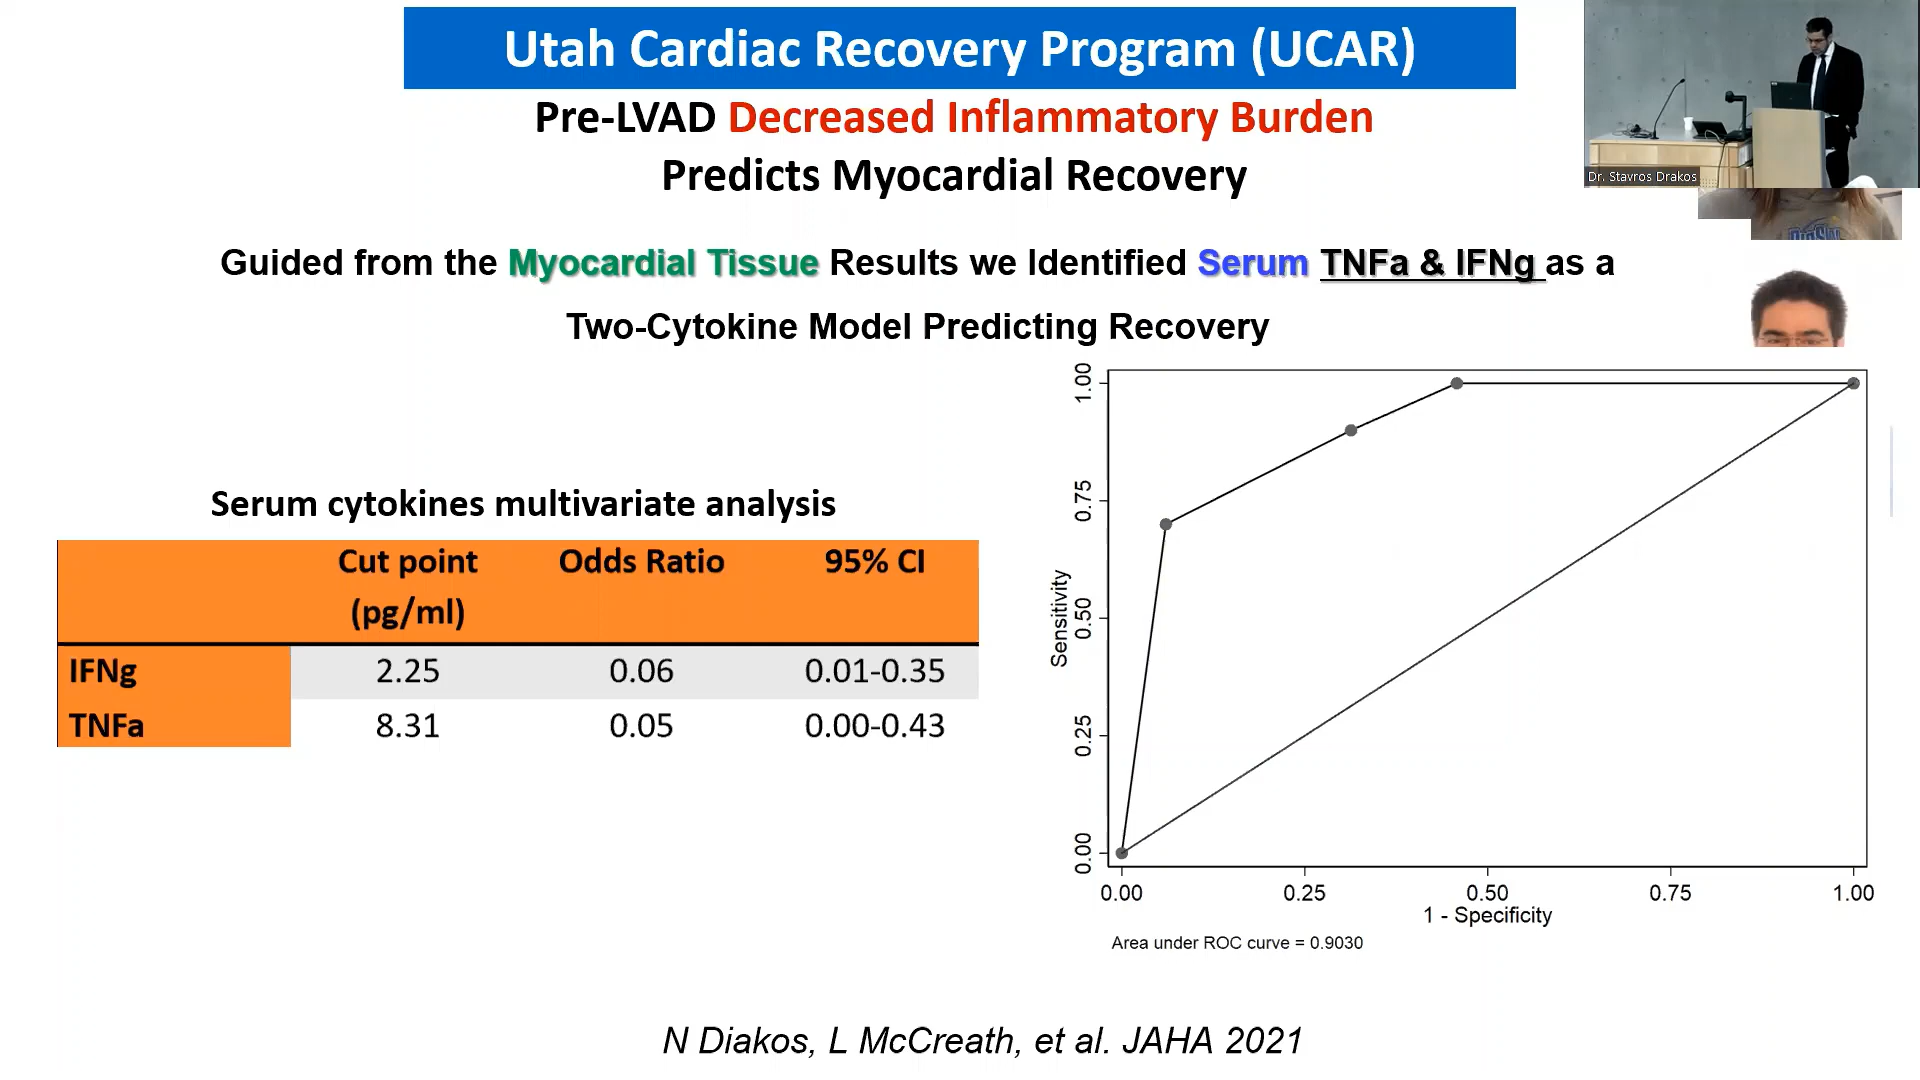 Utah Cardiac Recovery Program (UCAR)
Pre-LVAD Decreased Inflammatory Burden
Predicts Myocardial Recovery
Dr. Stavros Drakos
Guided from the Myocardial Tissue Results we Identified Serum TNFa & IFNg as a
Two-Cytokine Model Predicting Recovery
Serum cytokines multivariate analysis
Cut point (pg/ml) Odds Ratio 95% CI
IFNg 2.25 0.06 0.01-0.35
TNFa 8.31 0.05 0.00-0.43
Sensitivity
1.00
0.75
0.50
0.25
0.00
0.00 0.25 0.50 0.75 1.00
1 - Specificity
Area under ROC curve = 0.9030
N Diakos, L McCreath, et al. JAHA 2021